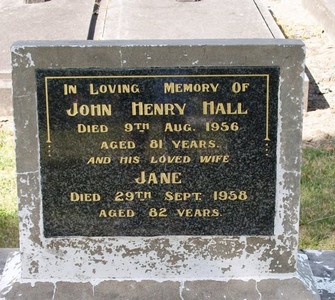 In Loving Memory Of
John Henry Hall
Died 9th Aug. 1956
aged 81 years.
and his loved wife
Jane
Died 29th Sept. 1958
aged 82 years.